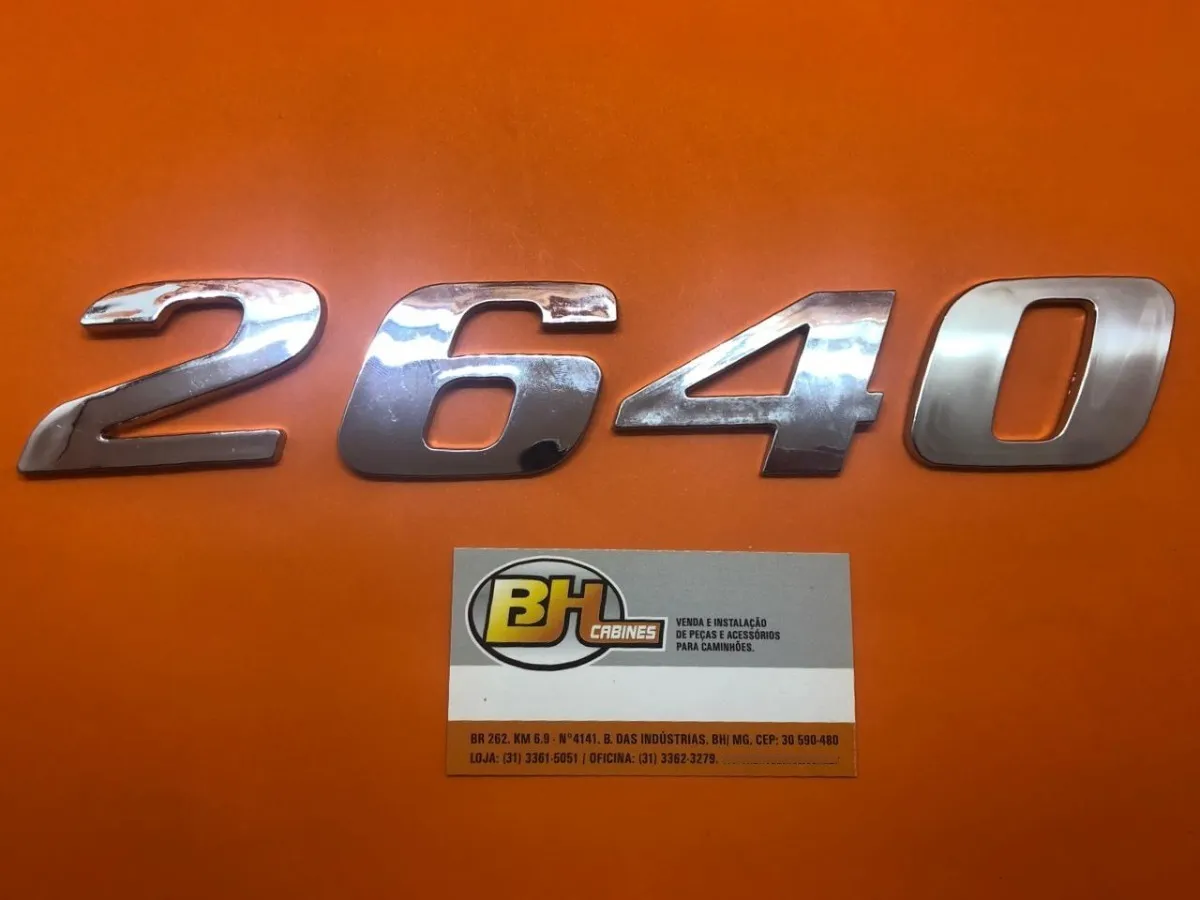 2640
BH
CABINES
VENDA E INSTALAÇÃO
DE PEÇAS E ACESSÓRIOS
PARA CAMINHÕES.
BR 262, KM 6,9 - Nº4141, B. DAS INDÚSTRIAS, BH/ MG, CEP: 30 590-480
LOJA: (31) 3361-5051 / OFICINA: (31) 3362-3279.